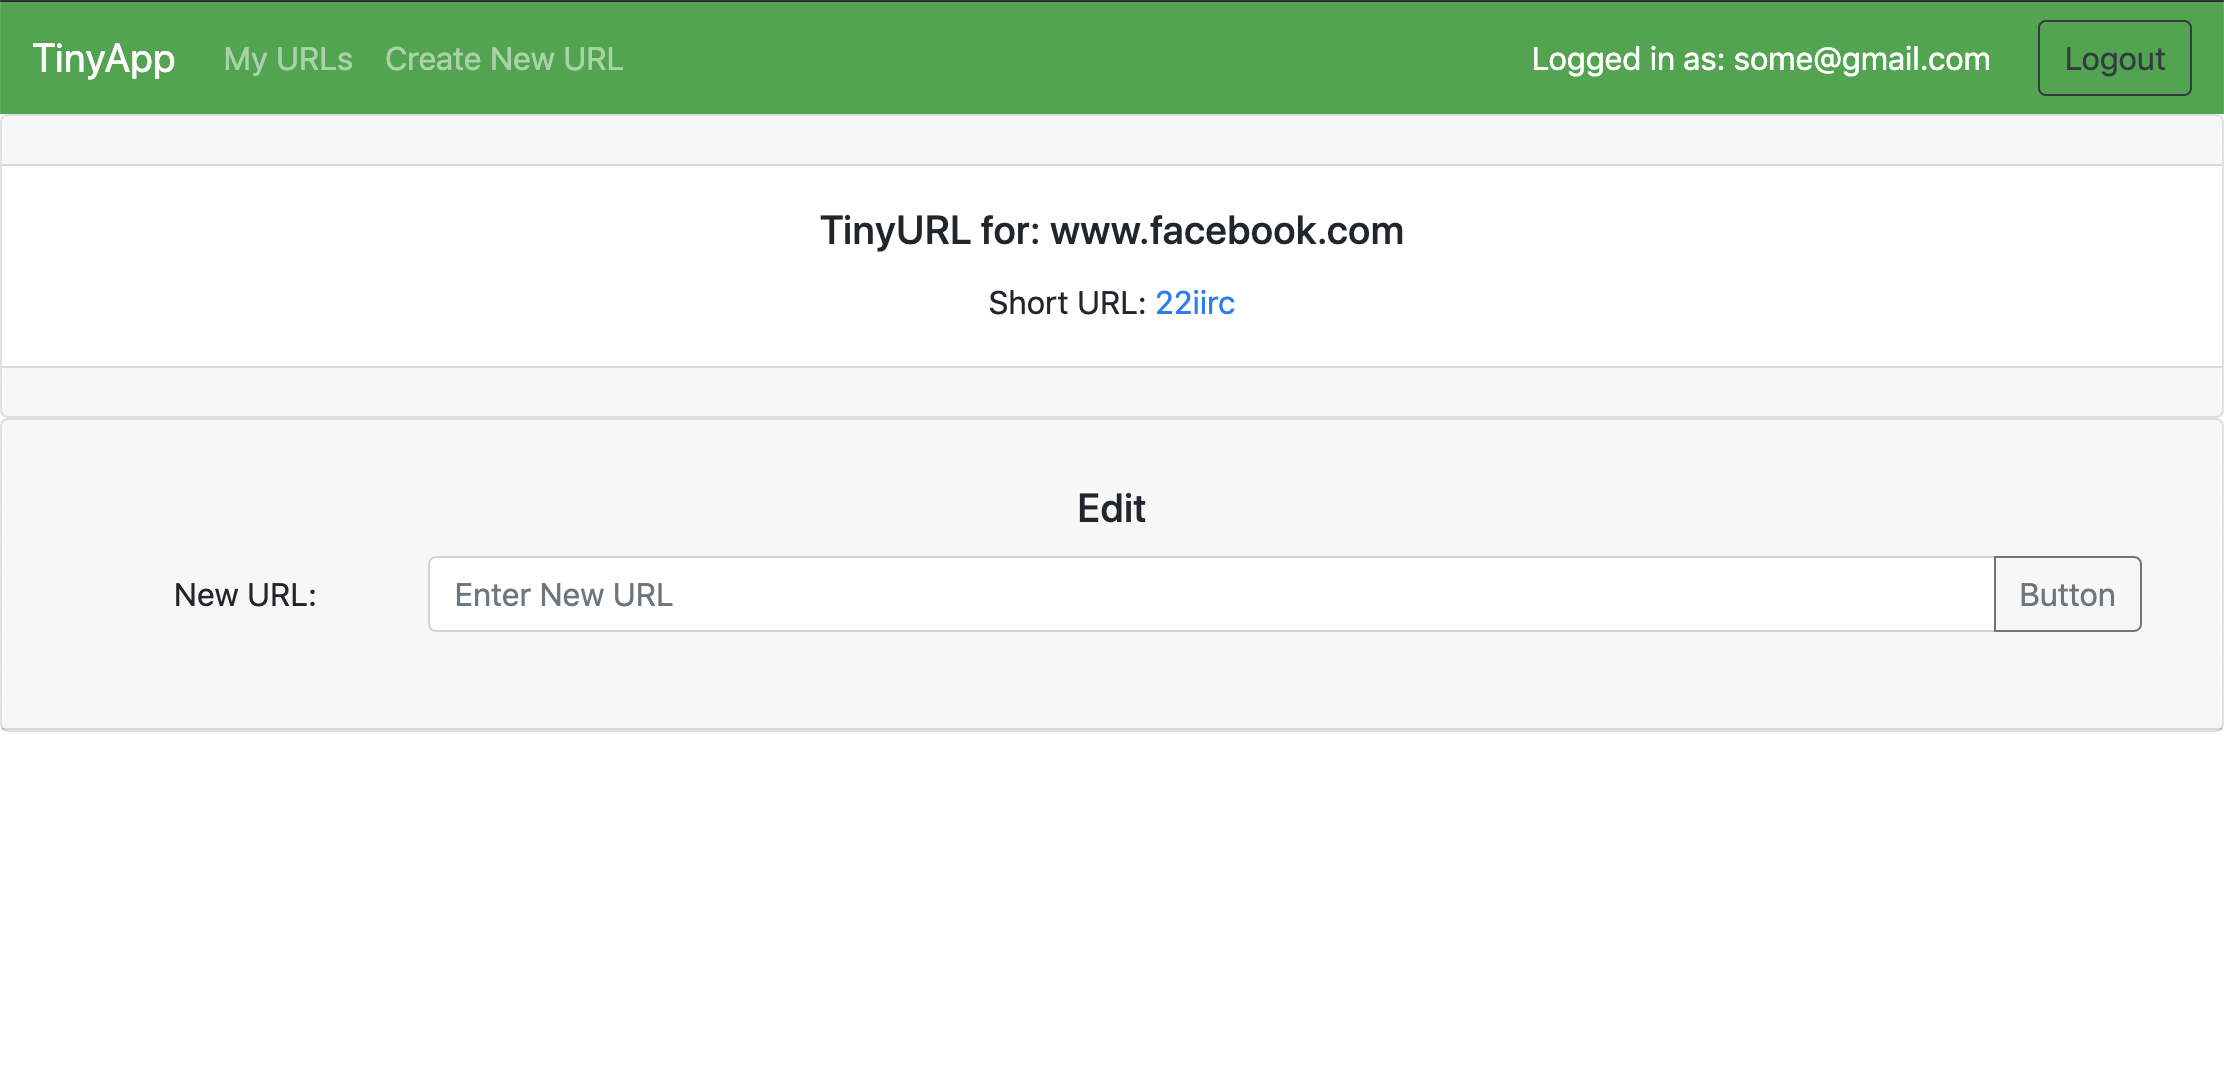 TinyApp My URLs Create New URL Logged in as: some@gmail.com Logout
TinyURL for: www.facebook.com
Short URL: 22iirc
Edit
New URL: Enter New URL Button